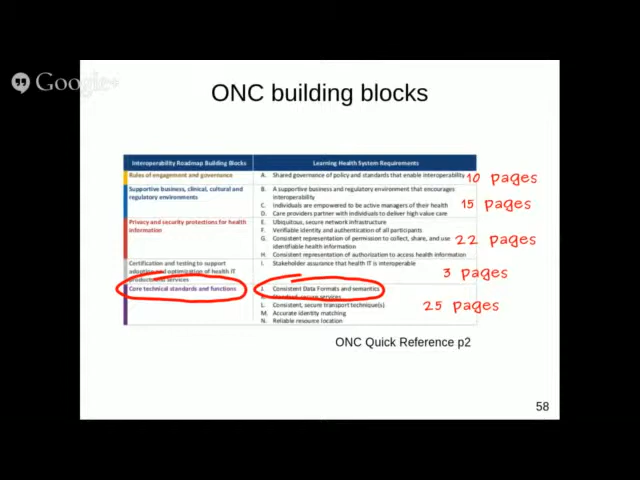 Google+
ONC building blocks
Interoperability Roadmap Building Blocks
Learning Health System Requirements
Rules of engagement and governance
A. Shared governance of policy and standards that enable interoperability
10 pages
Supportive business, clinical, cultural and
regulatory environments
B. A supportive business and regulatory environment that encourages
interoperability
C. Individuals are empowered to be active managers of their health
D. Care providers partner with individuals to deliver high value care
15 pages
Privacy and security protections for health
information
E. Ubiquitous, secure network infrastructure
F. Verifiable identity and authentication of all participants
G. Consistent representation of permission to collect, share, and use
identifiable health information
H. Consistent representation of authorization to access health information
22 pages
Certification and testing to support
adoption and optimization of health IT
products and services
I. Stakeholder assurance that health IT is interoperable
3 pages
Core technical standards and functions
J. Consistent Data Formats and semantics
Standard, secure services
L. Consistent, secure transport technique(s)
M. Accurate identity matching
N. Reliable resource location
25 pages
ONC Quick Reference p2
58